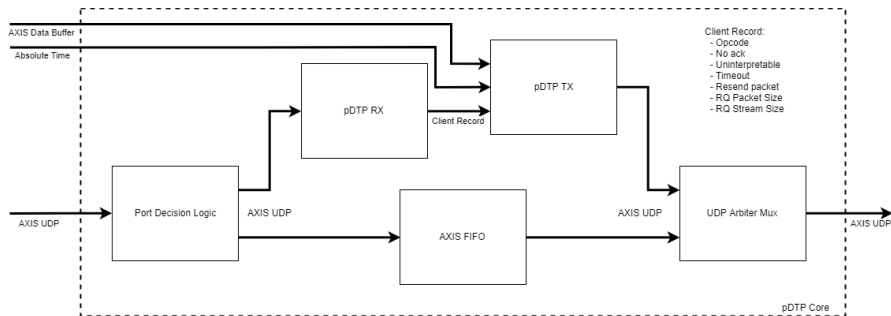 AXIS Data Buffer
Absolute Time
Client Record:
- Opcode
- No ack
- Uninterpretable
- Timeout
- Resend packet
- RQ Packet Size
- RQ Stream Size
pDTP TX
pDTP RX
Client Record
Port Decision Logic
AXIS UDP
AXIS UDP
AXIS FIFO
AXIS UDP
UDP Arbiter Mux
AXIS UDP
pDTP Core